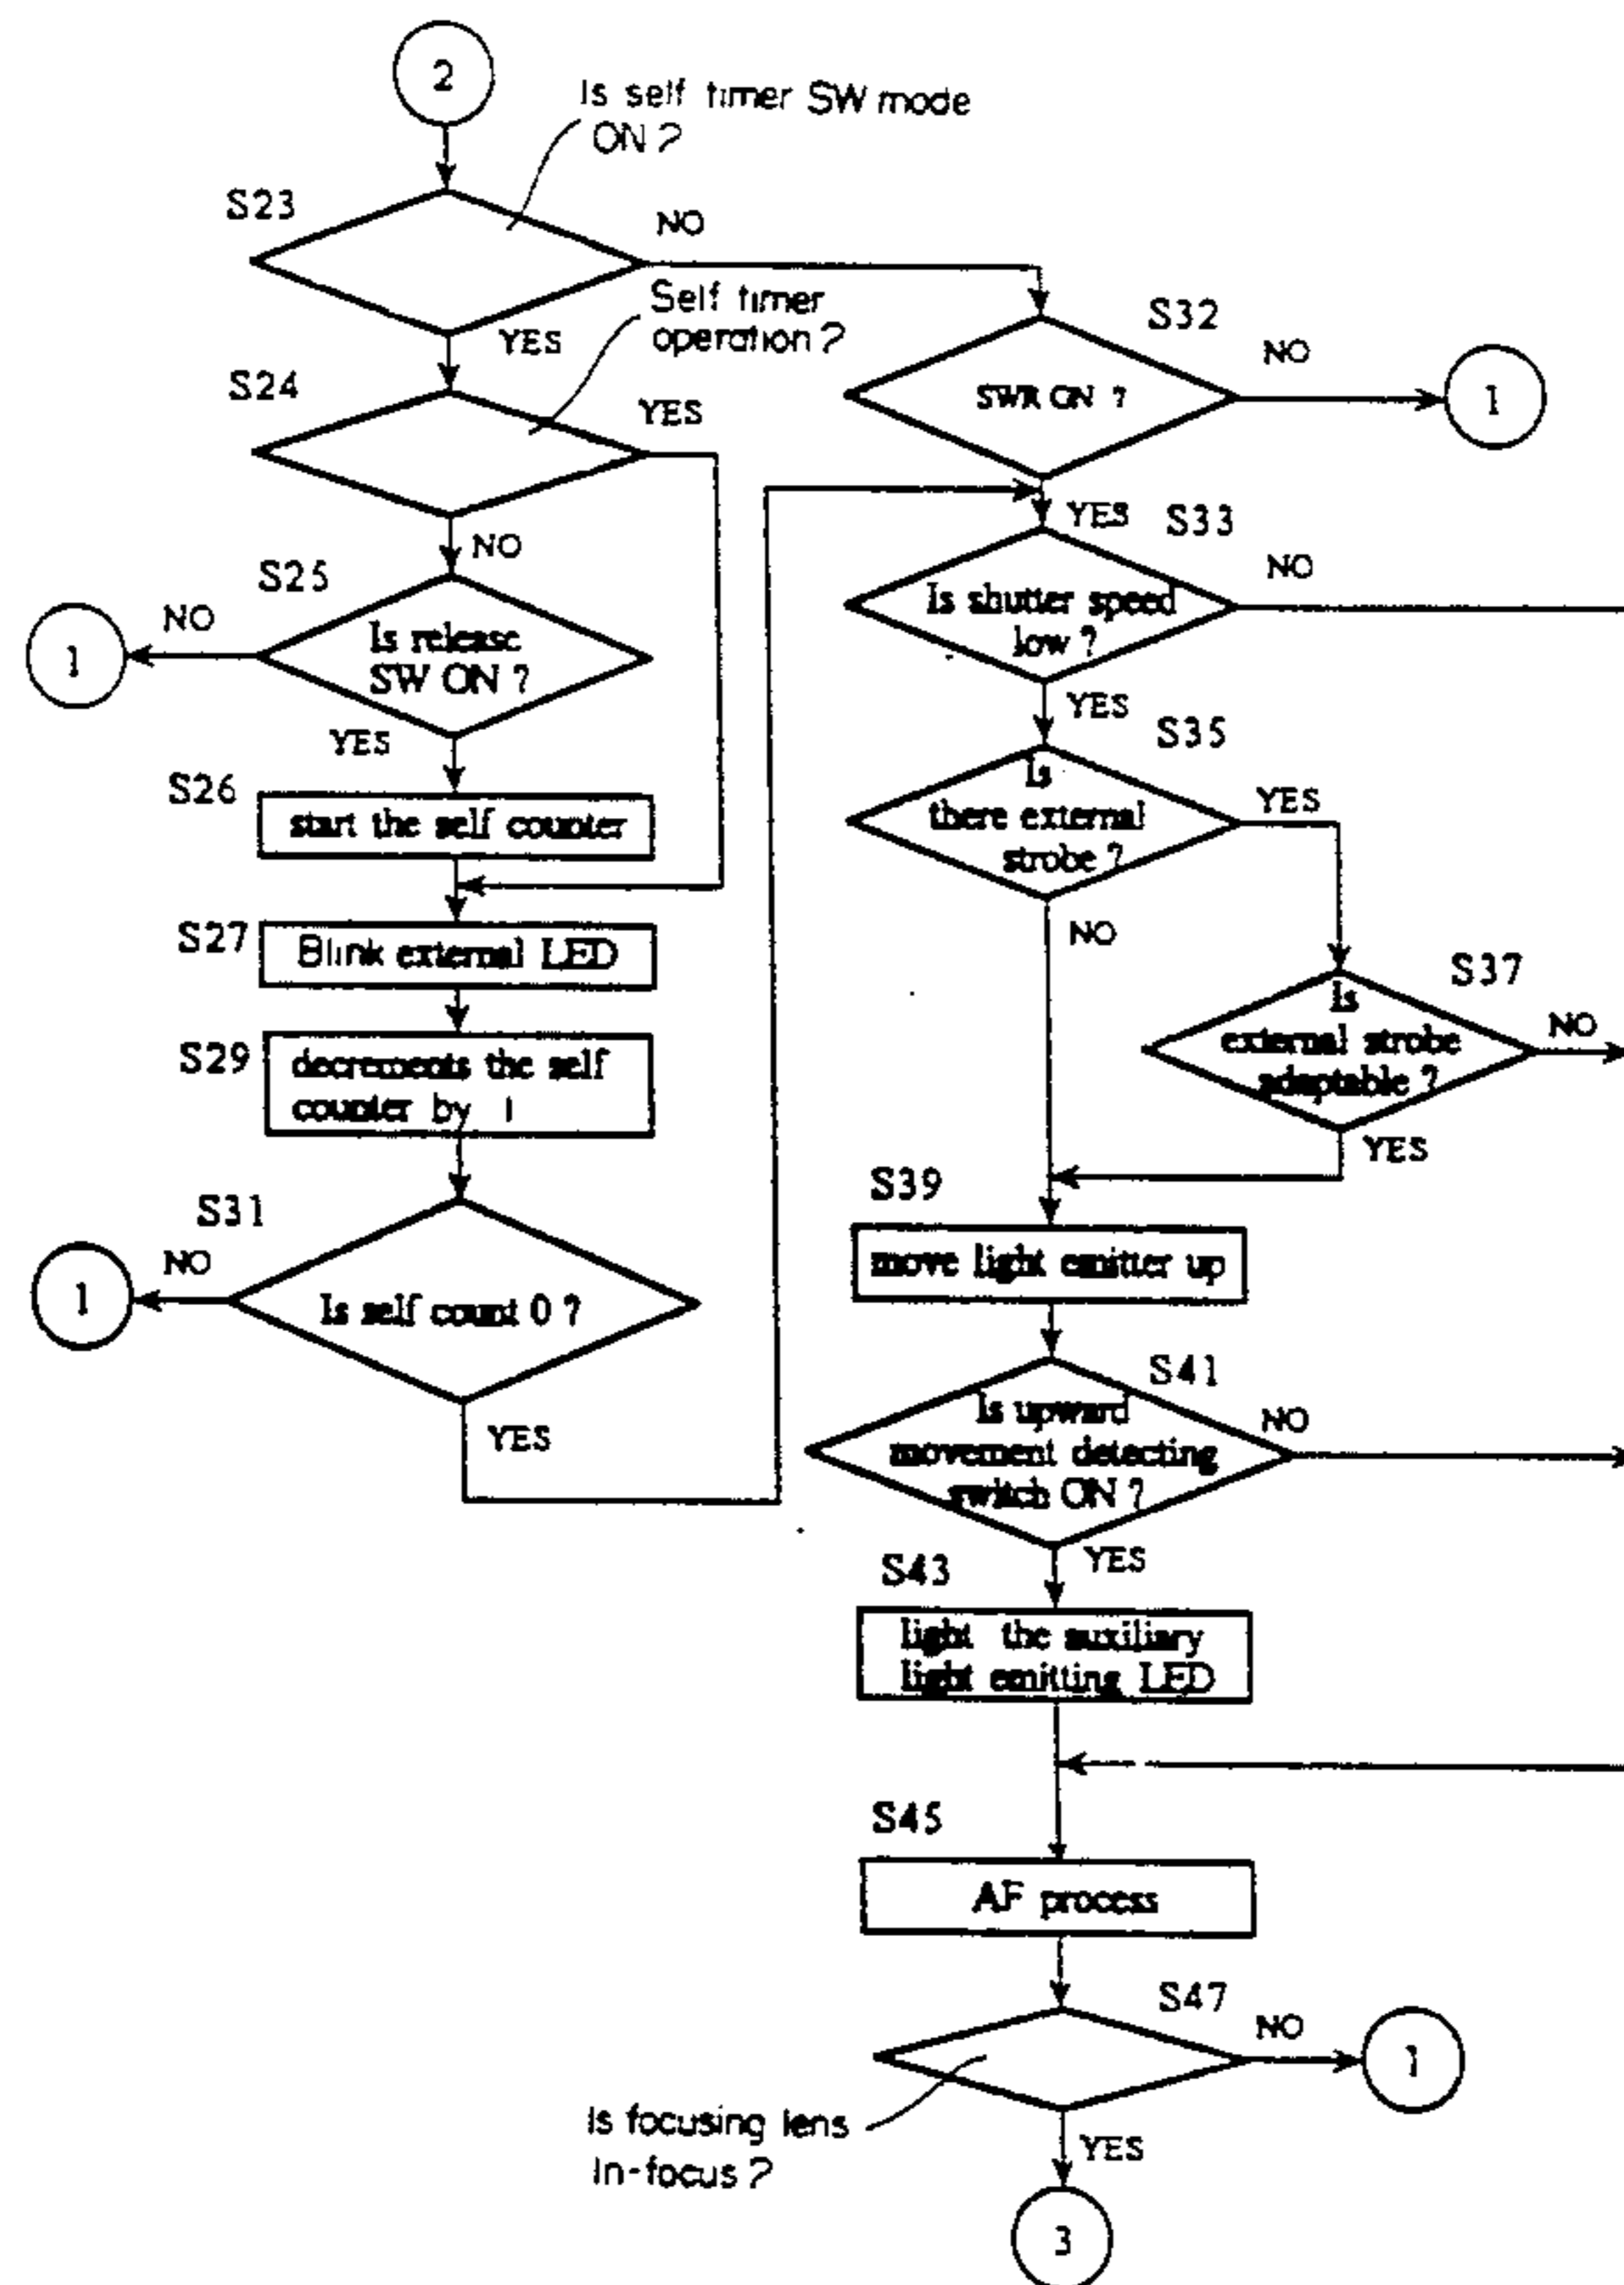 2
Is self timer SW mode
ON ?
S23
NO
YES
Self timer
operation ?
S24
YES
NO
S25
Is release
SW ON ?
NO
1
YES
S26
start the self counter
S27
Blink external LED
S29
decrements the self
counter by 1
S31
Is self count 0 ?
NO
1
YES
S32
SWR ON ?
NO
1
YES
S33
Is shutter speed
low ?
NO
YES
S35
Is
there external
strobe ?
YES
NO
S37
Is
external strobe
adaptable ?
NO
YES
S39
move light emitter up
S41
Is upward
movement detecting
switch ON ?
NO
YES
S43
light the auxiliary
light emitting LED
S45
AF process
S47
NO
1
Is focusing lens
In-focus ?
YES
3